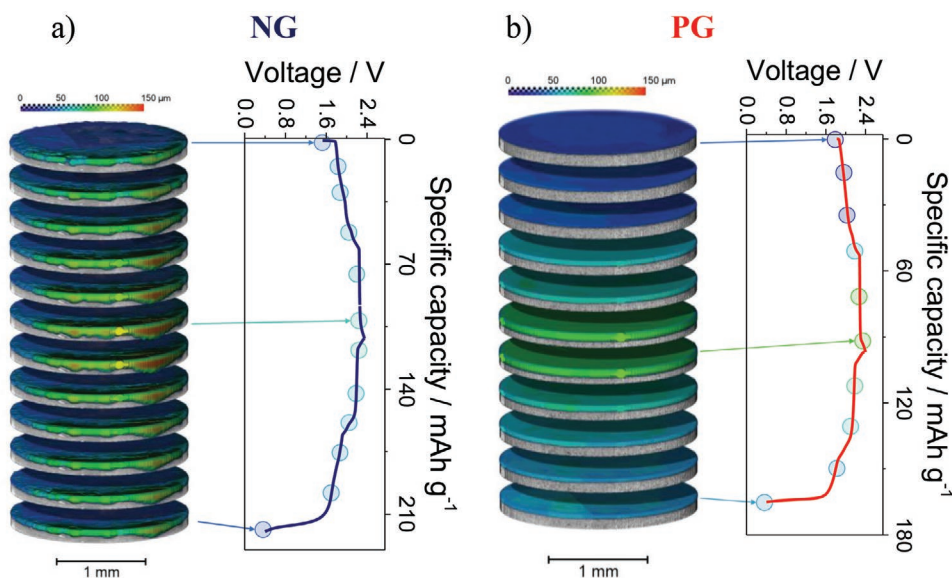 a)
NG
Voltage / V
0 50 100 150 µm
0.0 0.8 1.6 2.4
0
70
140
210
Specific capacity / mAh g⁻¹
1 mm
b)
PG
Voltage / V
0 50 100 150 µm
0.0 0.8 1.6 2.4
0
60
120
180
Specific capacity / mAh g⁻¹
1 mm